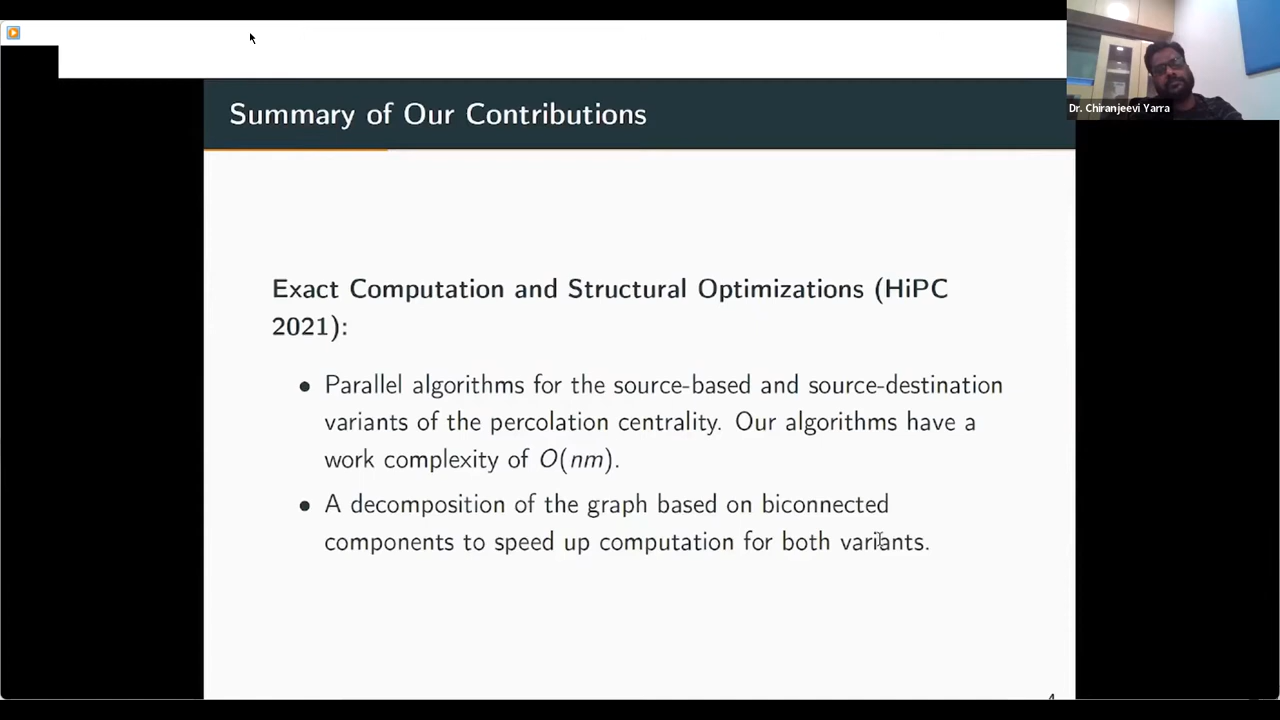 Dr. Chiranjeevi Yarra
Summary of Our Contributions
Exact Computation and Structural Optimizations (HiPC
2021):
• Parallel algorithms for the source-based and source-destination
variants of the percolation centrality. Our algorithms have a
work complexity of O(nm).
• A decomposition of the graph based on biconnected
components to speed up computation for both variants.
4